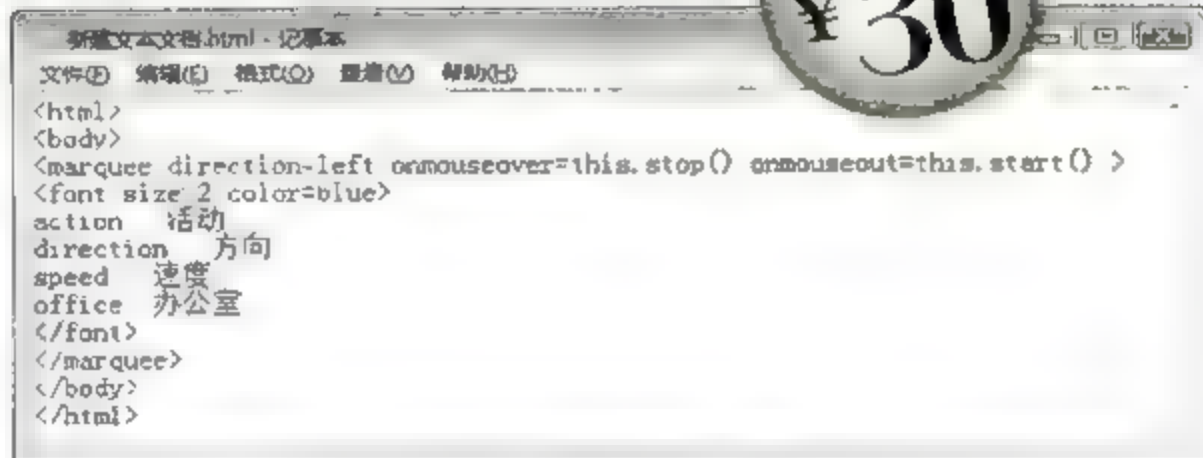 新建文本文档.html - 记事本
¥30
文件(F) 编辑(E) 格式(O) 查看(V) 帮助(H)
<html>
<body>
<marquee direction=left onmouseover=this.stop() onmouseout=this.start() >
<font size=2 color=blue>
action 活动
direction 方向
speed 速度
office 办公室
</font>
</marquee>
</body>
</html>